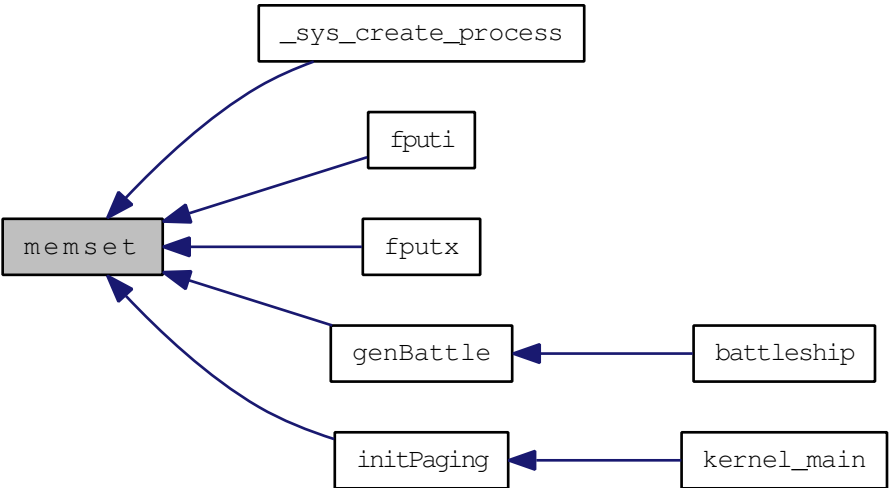 _sys_create_process
fputi
memset
fputx
genBattle
battleship
initPaging
kernel_main